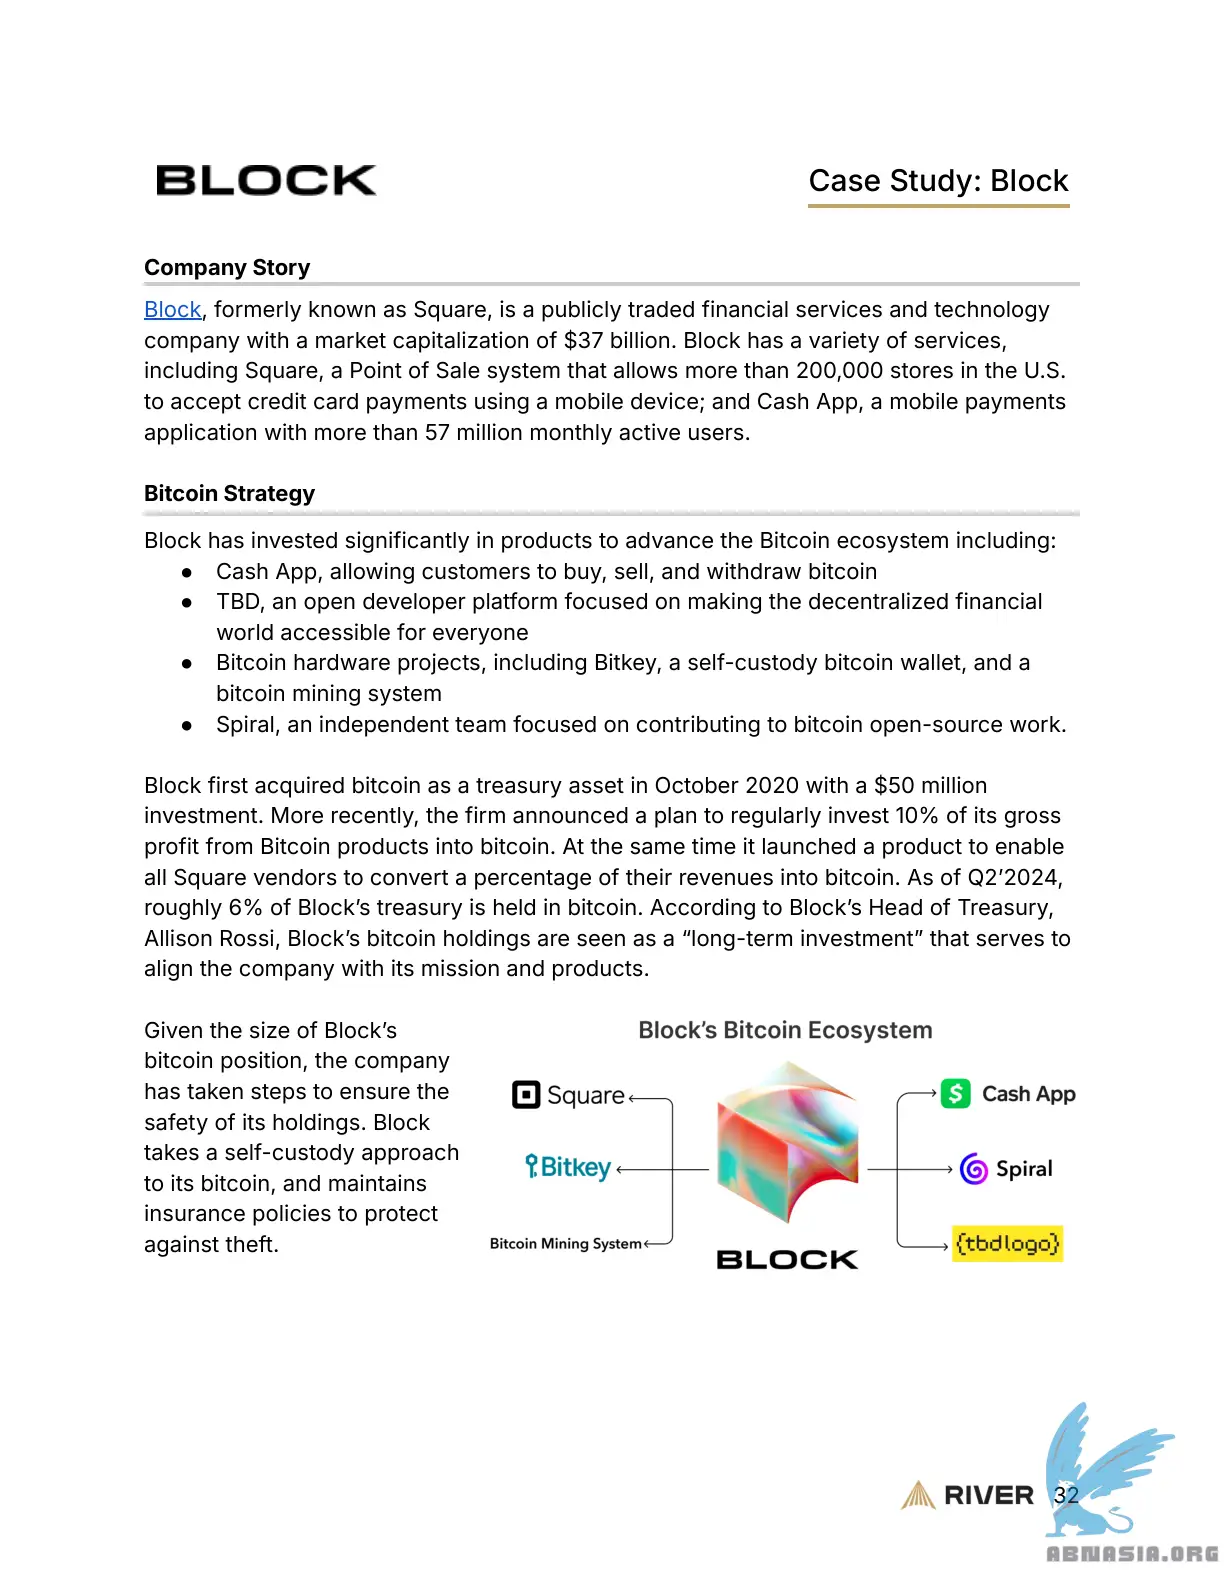 BLOCK
Case Study: Block
Company Story
Block, formerly known as Square, is a publicly traded financial services and technology
company with a market capitalization of $37 billion. Block has a variety of services,
including Square, a Point of Sale system that allows more than 200,000 stores in the U.S.
to accept credit card payments using a mobile device; and Cash App, a mobile payments
application with more than 57 million monthly active users.
Bitcoin Strategy
Block has invested significantly in products to advance the Bitcoin ecosystem including:
● Cash App, allowing customers to buy, sell, and withdraw bitcoin
● TBD, an open developer platform focused on making the decentralized financial
world accessible for everyone
● Bitcoin hardware projects, including Bitkey, a self-custody bitcoin wallet, and a
bitcoin mining system
● Spiral, an independent team focused on contributing to bitcoin open-source work.
Block first acquired bitcoin as a treasury asset in October 2020 with a $50 million
investment. More recently, the firm announced a plan to regularly invest 10% of its gross
profit from Bitcoin products into bitcoin. At the same time it launched a product to enable
all Square vendors to convert a percentage of their revenues into bitcoin. As of Q2’2024,
roughly 6% of Block’s treasury is held in bitcoin. According to Block’s Head of Treasury,
Allison Rossi, Block’s bitcoin holdings are seen as a “long-term investment” that serves to
align the company with its mission and products.
Given the size of Block’s
bitcoin position, the company
has taken steps to ensure the
safety of its holdings. Block
takes a self-custody approach
to its bitcoin, and maintains
insurance policies to protect
against theft.
Block’s Bitcoin Ecosystem
Square
Bitkey
Bitcoin Mining System
BLOCK
$ Cash App
Spiral
{tbdlogo}
RIVER 32
ABNASIA.ORG